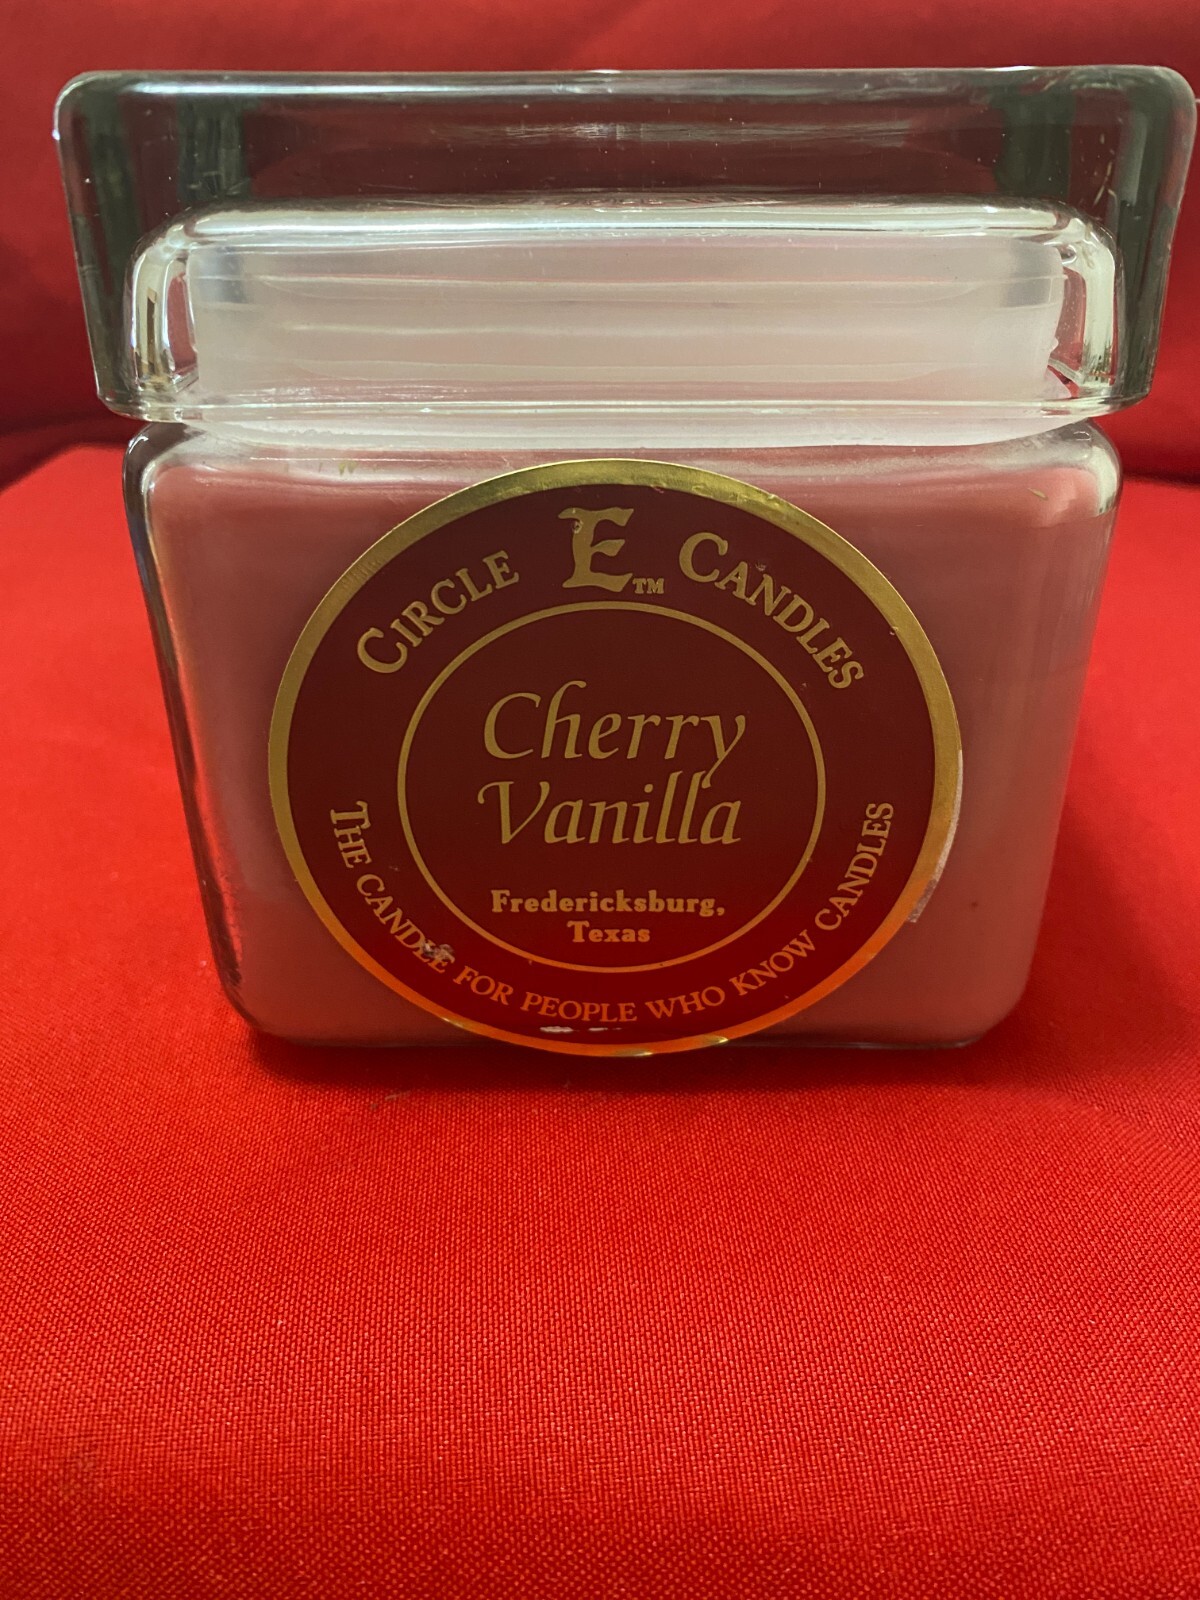 CIRCLE E™ CANDLES
Cherry
Vanilla
Fredericksburg,
Texas
THE CANDLE FOR PEOPLE WHO KNOW CANDLES